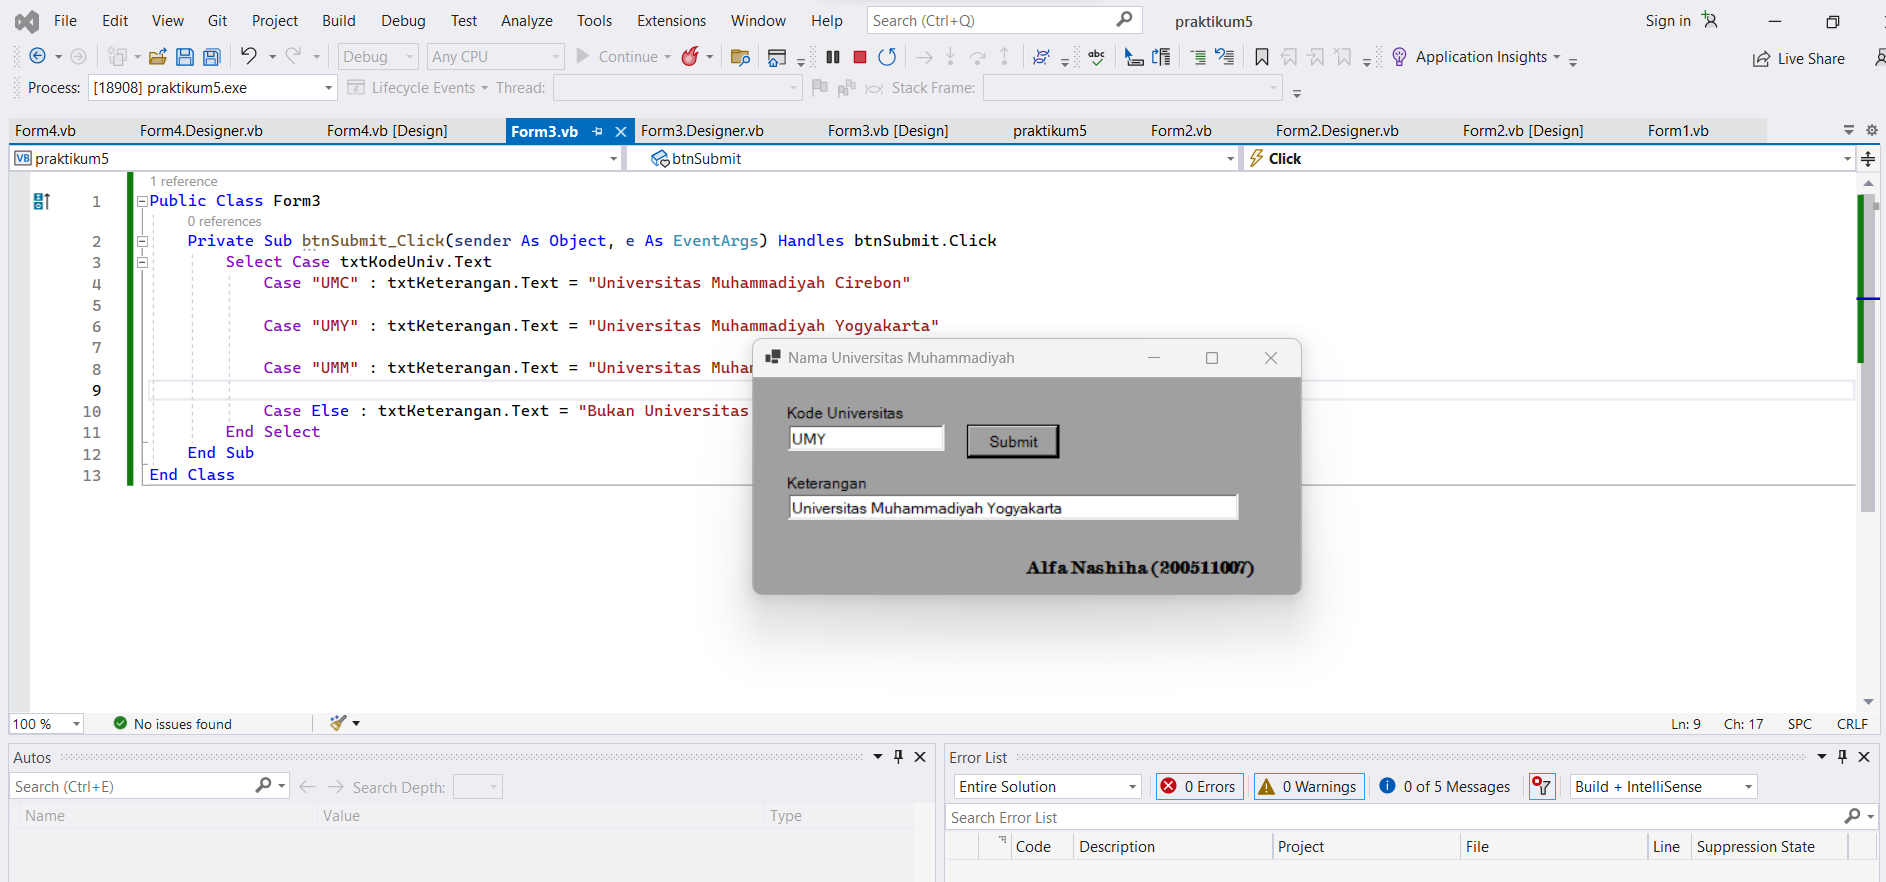 File Edit View Git Project Build Debug Test Analyze Tools Extensions Window Help Search (Ctrl+Q) praktikum5 Sign in
Debug Any CPU Continue abc Application Insights Live Share
Process: [18908] praktikum5.exe Lifecycle Events Thread: Stack Frame:
Form4.vb Form4.Designer.vb Form4.vb [Design] Form3.vb Form3.Designer.vb Form3.vb [Design] praktikum5 Form2.vb Form2.Designer.vb Form2.vb [Design] Form1.vb
VB praktikum5 btnSubmit Click
1 reference
1 Public Class Form3
0 references
2 Private Sub btnSubmit_Click(sender As Object, e As EventArgs) Handles btnSubmit.Click
3 Select Case txtKodeUniv.Text
4 Case "UMC" : txtKeterangan.Text = "Universitas Muhammadiyah Cirebon"
5
6 Case "UMY" : txtKeterangan.Text = "Universitas Muhammadiyah Yogyakarta"
7
8 Case "UMM" : txtKeterangan.Text = "Universitas
9
10 Case Else : txtKeterangan.Text = "Bukan Universitas
11 End Select
12 End Sub
13 End Class
Nama Universitas Muhammadiyah
Kode Universitas
UMY Submit
Keterangan
Universitas Muhammadiyah Yogyakarta
Alfa Nashiha (200511007)
100 % No issues found Ln: 9 Ch: 17 SPC CRLF
Autos
Search (Ctrl+E) Search Depth:
Name Value Type
Error List
Entire Solution 0 Errors 0 Warnings 0 of 5 Messages Build + IntelliSense
Search Error List
Code Description Project File Line Suppression State